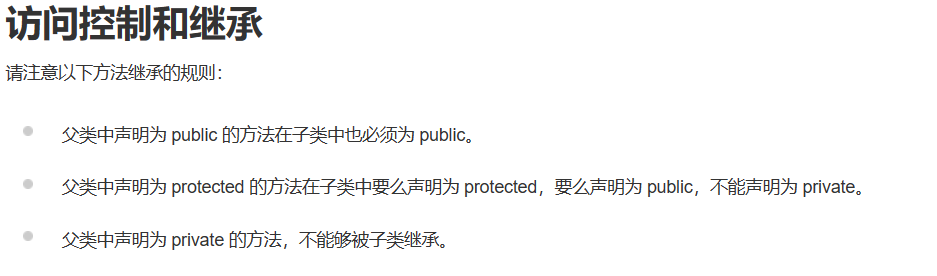 访问控制和继承
请注意以下方法继承的规则：
父类中声明为 public 的方法在子类中也必须为 public。
父类中声明为 protected 的方法在子类中要么声明为 protected，要么声明为 public，不能声明为 private。
父类中声明为 private 的方法，不能够被子类继承。